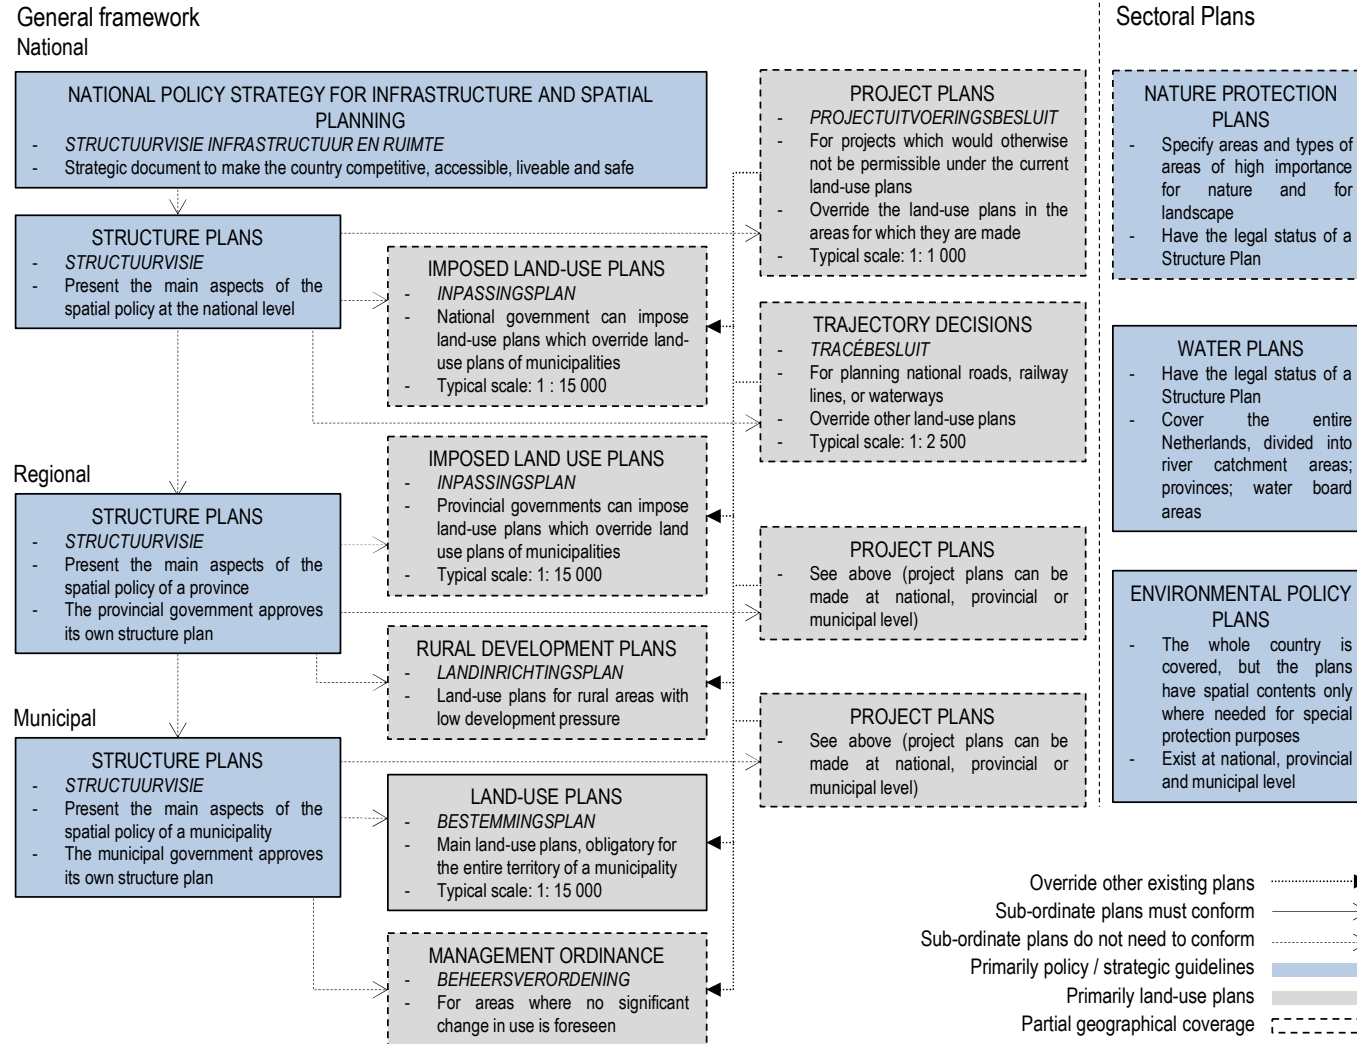 General framework
National
NATIONAL POLICY STRATEGY FOR INFRASTRUCTURE AND SPATIAL
PLANNING
- STRUCTUURVISIE INFRASTRUCTUUR EN RUIMTE
- Strategic document to make the country competitive, accessible, liveable and safe
STRUCTURE PLANS
- STRUCTUURVISIE
- Present the main aspects of the
spatial policy at the national level
IMPOSED LAND-USE PLANS
- INPASSINGSPLAN
- National government can impose
land-use plans which override land-
use plans of municipalities
- Typical scale: 1 : 15 000
PROJECT PLANS
- PROJECTUITVOERINGSBESLUIT
- For projects which would otherwise
not be permissible under the current
land-use plans
- Override the land-use plans in the
areas for which they are made
- Typical scale: 1: 1 000
TRAJECTORY DECISIONS
- TRACÉBESLUIT
- For planning national roads, railway
lines, or waterways
- Override other land-use plans
- Typical scale: 1: 2 500
Regional
STRUCTURE PLANS
- STRUCTUURVISIE
- Present the main aspects of the
spatial policy of a province
- The provincial government approves
its own structure plan
IMPOSED LAND USE PLANS
- INPASSINGSPLAN
- Provincial governments can impose
land-use plans which override land
use plans of municipalities
- Typical scale: 1: 15 000
RURAL DEVELOPMENT PLANS
- LANDINRICHTINGSPLAN
- Land-use plans for rural areas with
low development pressure
PROJECT PLANS
- See above (project plans can be
made at national, provincial or
municipal level)
Municipal
STRUCTURE PLANS
- STRUCTUURVISIE
- Present the main aspects of the
spatial policy of a municipality
- The municipal government approves
its own structure plan
LAND-USE PLANS
- BESTEMMINGSPLAN
- Main land-use plans, obligatory for
the entire territory of a municipality
- Typical scale: 1: 15 000
MANAGEMENT ORDINANCE
- BEHEERSVERORDENING
- For areas where no significant
change in use is foreseen
PROJECT PLANS
- See above (project plans can be
made at national, provincial or
municipal level)
Sectoral Plans
NATURE PROTECTION
PLANS
- Specify areas and types of
areas of high importance
for nature and for
landscape
- Have the legal status of a
Structure Plan
WATER PLANS
- Have the legal status of a
Structure Plan
- Cover the entire
Netherlands, divided into
river catchment areas;
provinces; water board
areas
ENVIRONMENTAL POLICY
PLANS
- The whole country is
covered, but the plans
have spatial contents only
where needed for special
protection purposes
- Exist at national, provincial
and municipal level
Override other existing plans
Sub-ordinate plans must conform
Sub-ordinate plans do not need to conform
Primarily policy / strategic guidelines
Primarily land-use plans
Partial geographical coverage